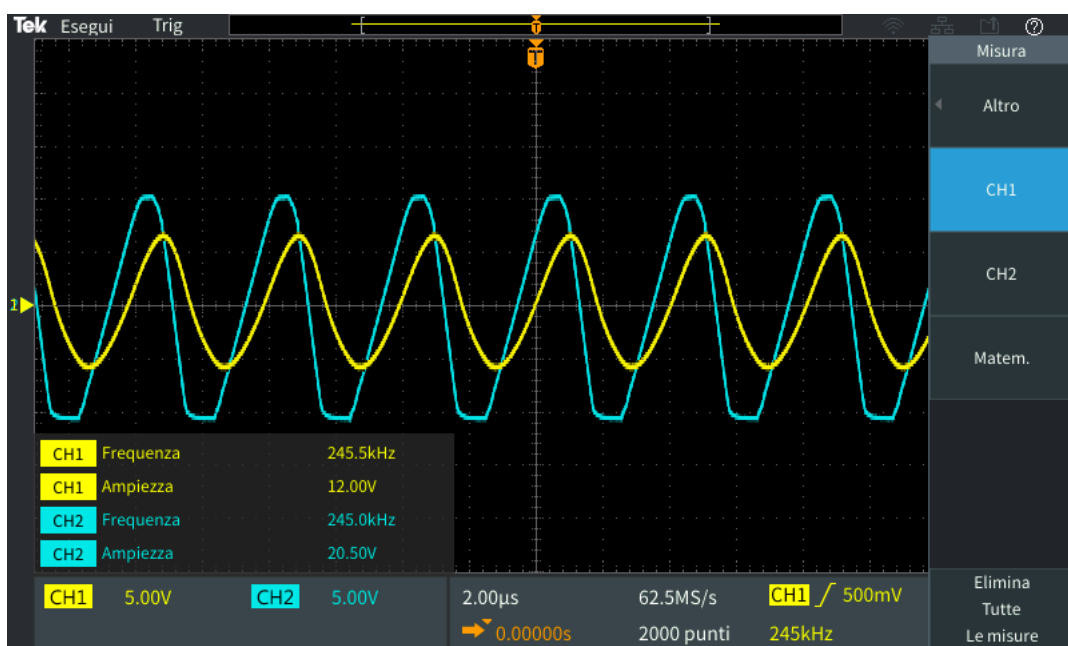 Tek Esegui Trig
T
T
Misura
Altro
CH1
CH2
Matem.
1
CH1 Frequenza 245.5kHz
CH1 Ampiezza 12.00V
CH2 Frequenza 245.0kHz
CH2 Ampiezza 20.50V
CH1 5.00V CH2 5.00V
2.00µs 62.5MS/s CH1 500mV
0.00000s 2000 punti 245kHz
Elimina
Tutte
Le misure